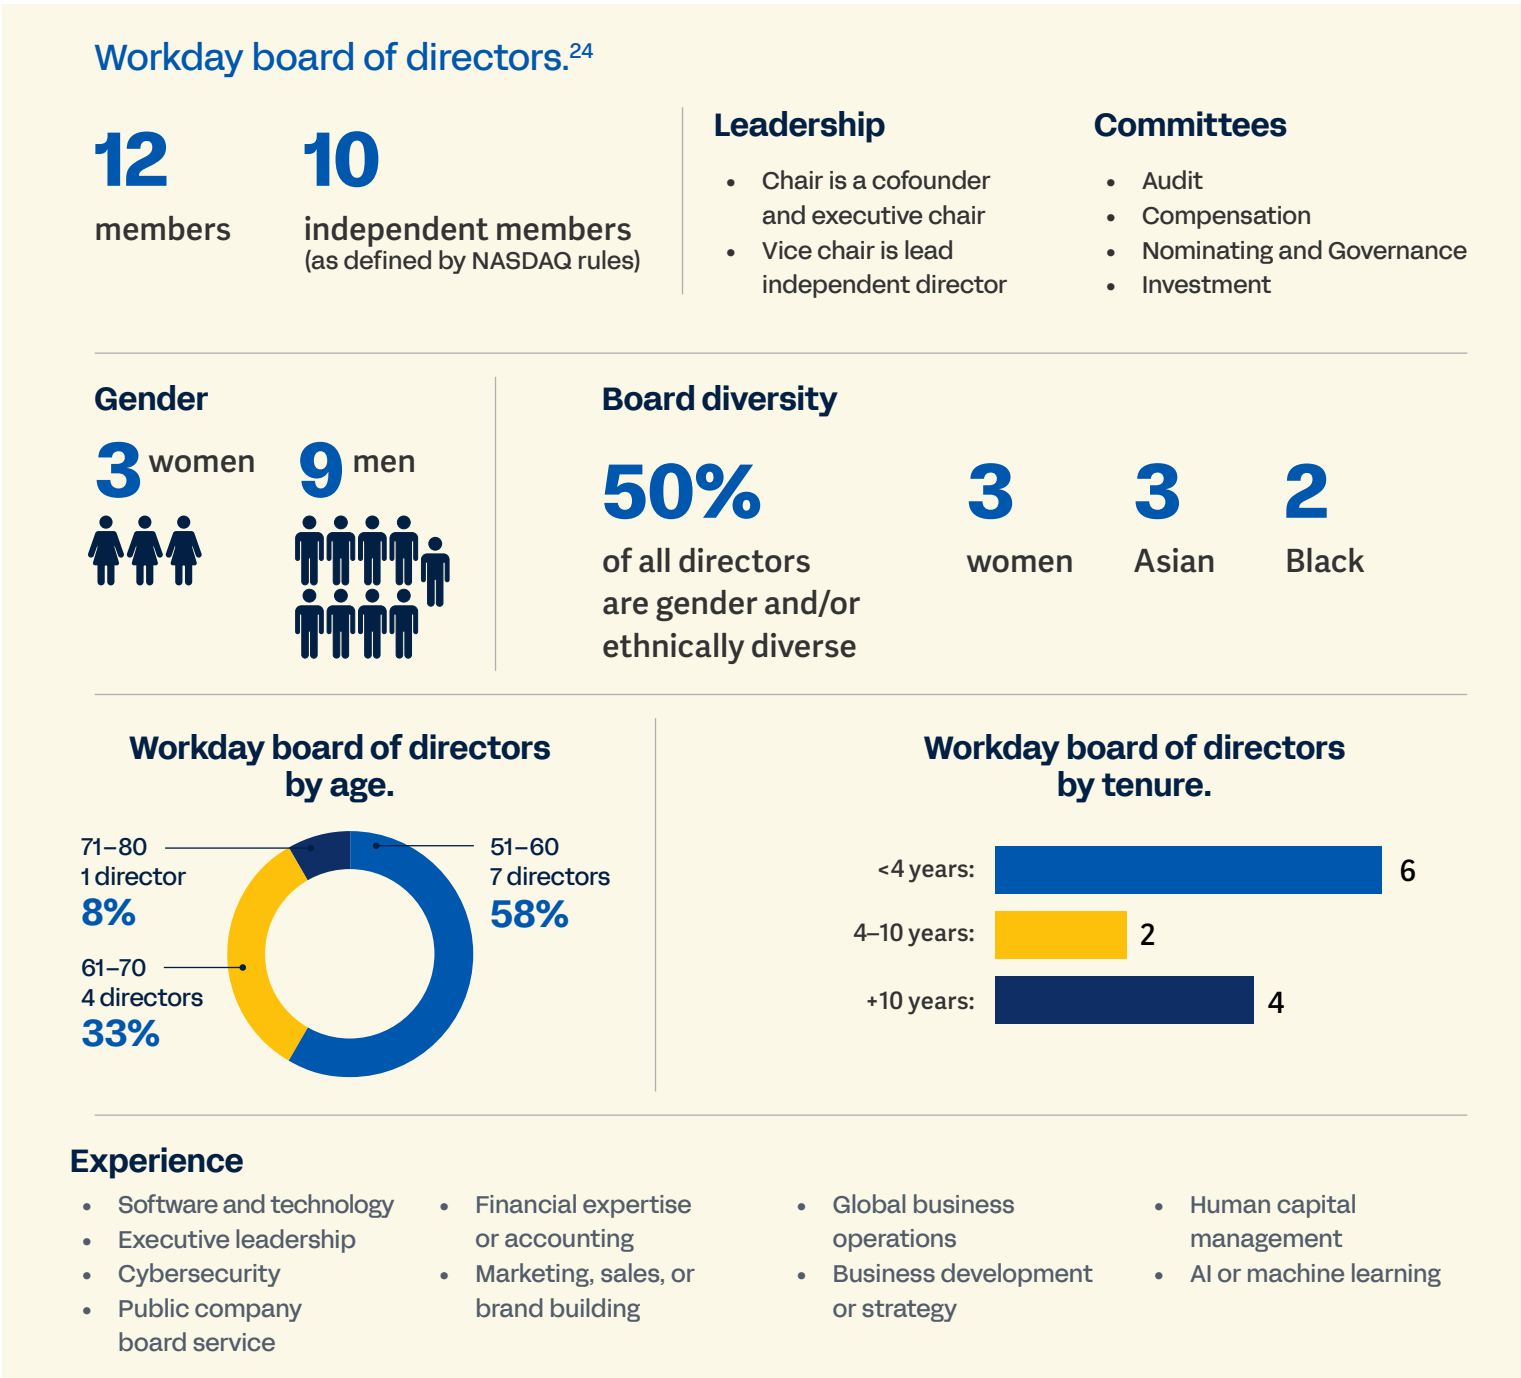 Workday board of directors.24
12
members
10
independent members
(as defined by NASDAQ rules)
Leadership
• Chair is a cofounder
and executive chair
• Vice chair is lead
independent director
Committees
• Audit
• Compensation
• Nominating and Governance
• Investment
Gender
3 women
9 men
Board diversity
50%
of all directors
are gender and/or
ethnically diverse
3
women
3
Asian
2
Black
Workday board of directors
by age.
71–80
1 director
8%
61–70
4 directors
33%
51–60
7 directors
58%
Workday board of directors
by tenure.
<4 years: 6
4–10 years: 2
+10 years: 4
Experience
• Software and technology
• Executive leadership
• Cybersecurity
• Public company
board service
• Financial expertise
or accounting
• Marketing, sales, or
brand building
• Global business
operations
• Business development
or strategy
• Human capital
management
• AI or machine learning